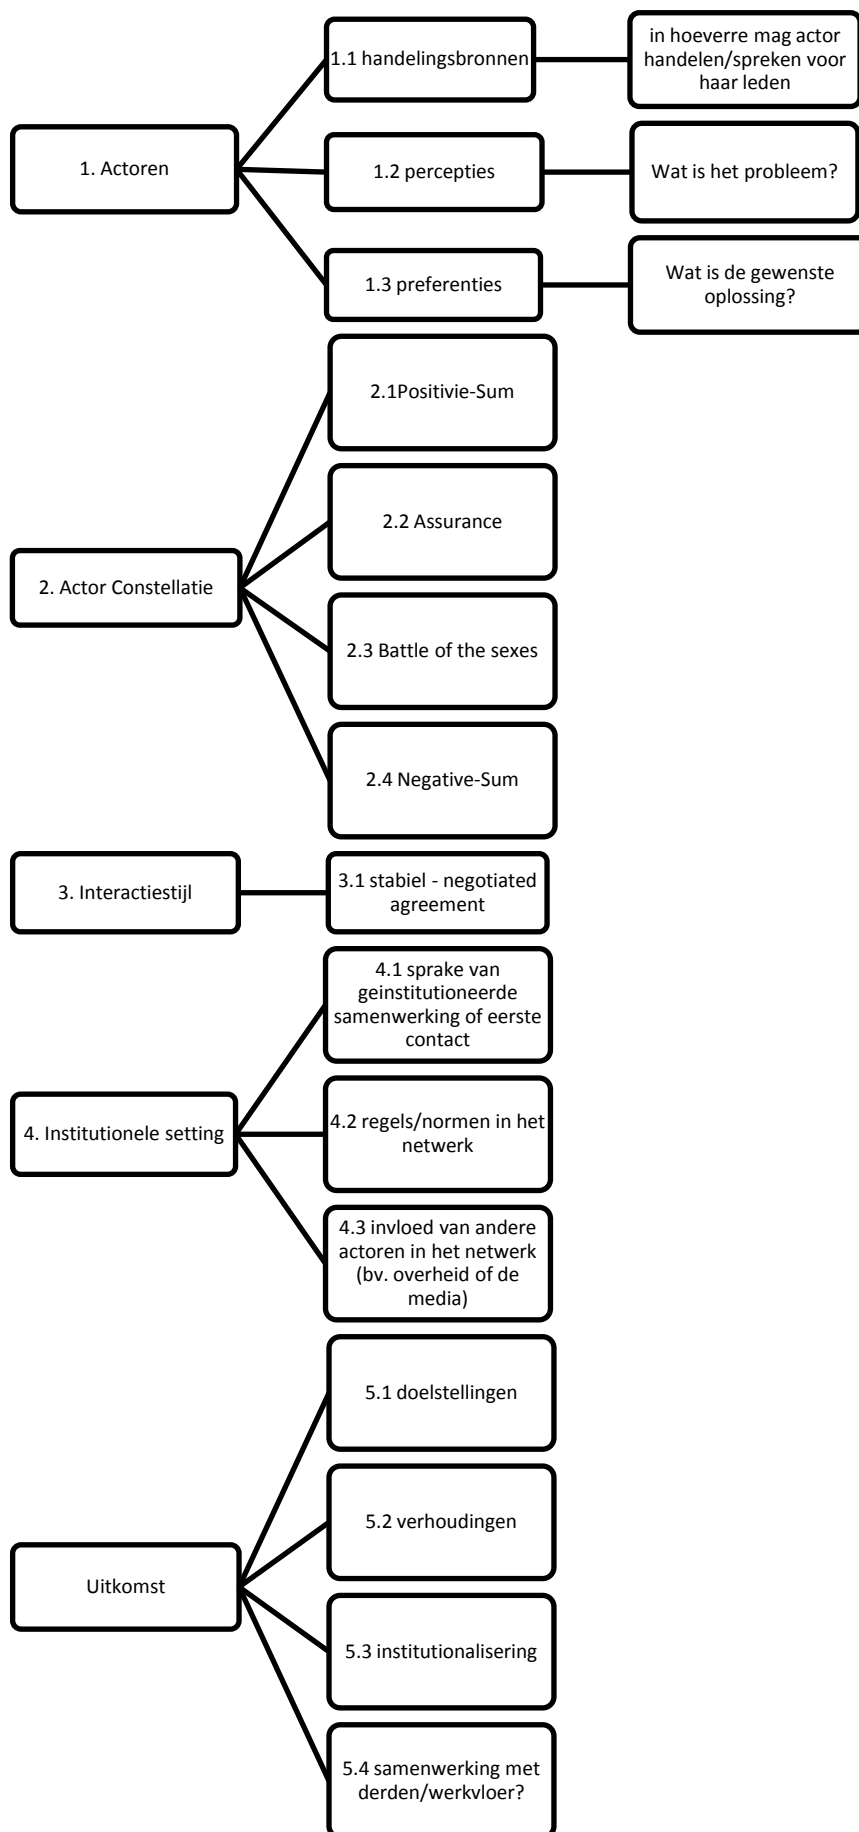 1. Actoren
1.1 handelingsbronnen
in hoeverre mag actor
handelen/spreken voor
haar leden
1.2 percepties
Wat is het probleem?
1.3 preferenties
Wat is de gewenste
oplossing?
2. Actor Constellatie
2.1Positivie-Sum
2.2 Assurance
2.3 Battle of the sexes
2.4 Negative-Sum
3. Interactiestijl
3.1 stabiel - negotiated
agreement
4. Institutionele setting
4.1 sprake van
geinstitutioneerde
samenwerking of eerste
contact
4.2 regels/normen in het
netwerk
4.3 invloed van andere
actoren in het netwerk
(bv. overheid of de
media)
Uitkomst
5.1 doelstellingen
5.2 verhoudingen
5.3 institutionalisering
5.4 samenwerking met
derden/werkvloer?